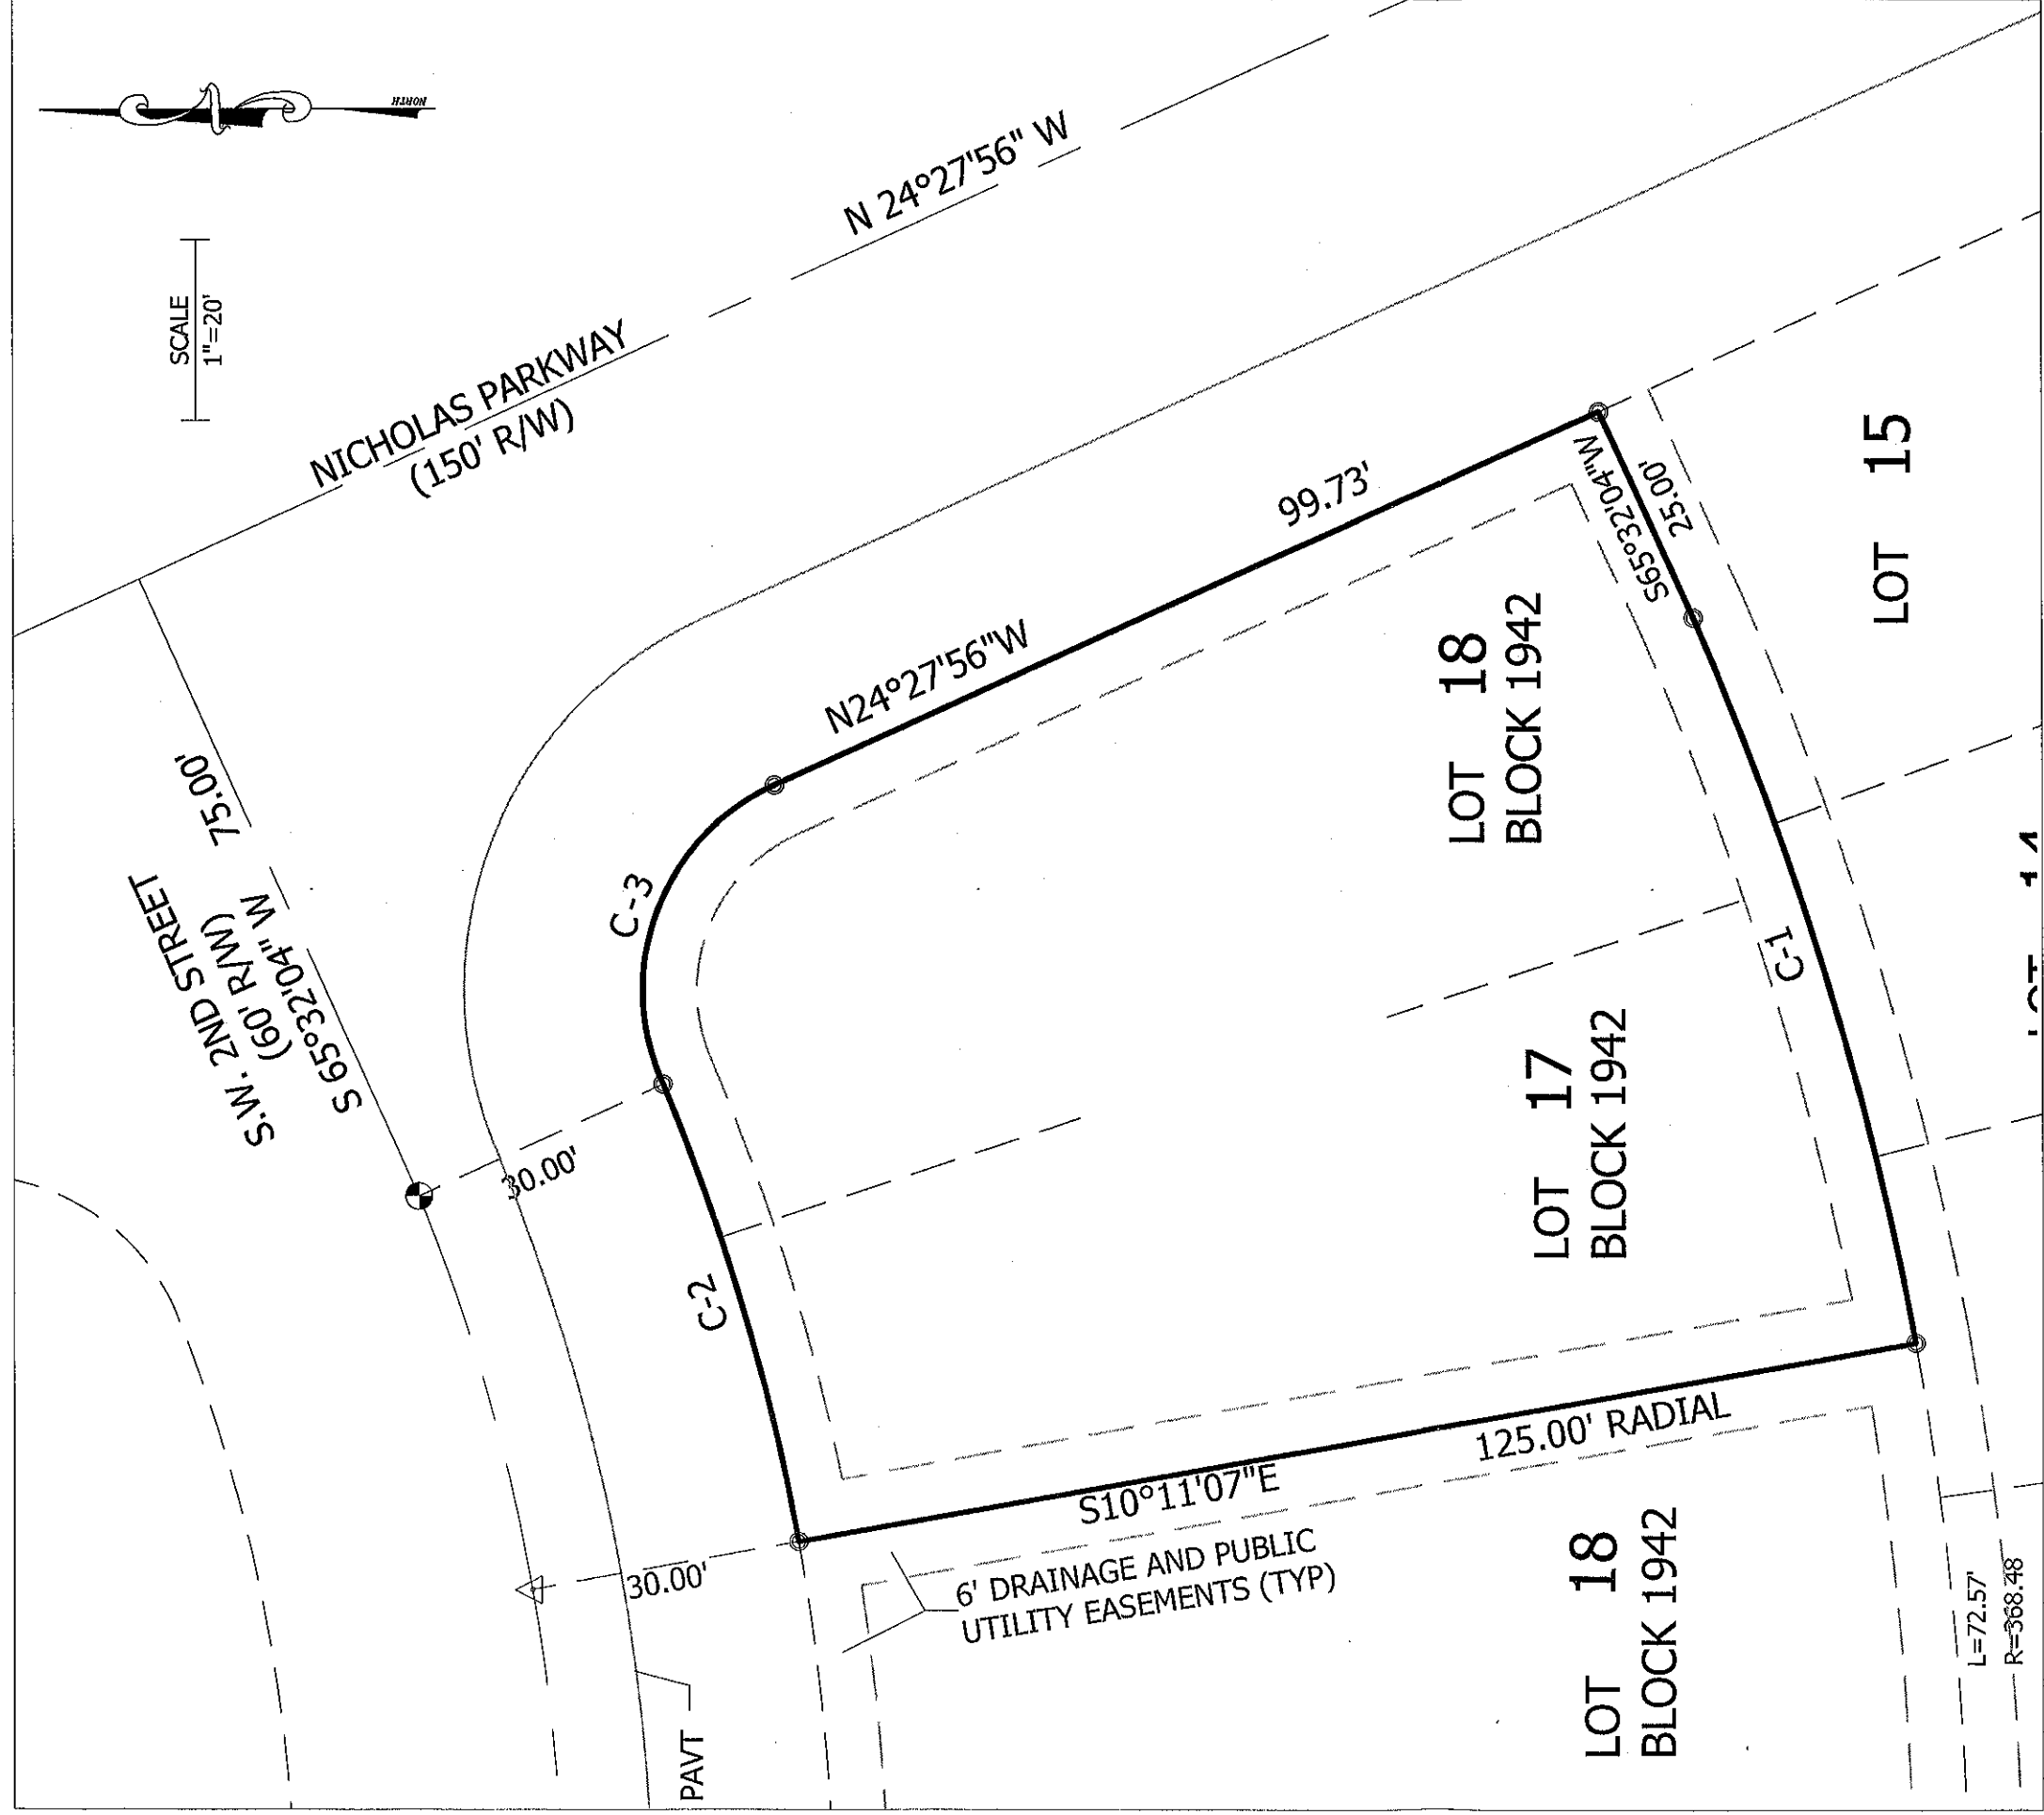 NORTH
SCALE
1"=20'
N 24°27'56" W
NICHOLAS PARKWAY
(150' R/W)
75.00'
S.W. 2ND STREET
(60' R/W)
S 65°32'04" W
30.00'
C-3
N24°27'56"W
99.73'
S65°32'04"W
25.00'
LOT 15
LOT 18
BLOCK 1942
C-1
LOT 17
BLOCK 1942
C-2
S10°11'07"E
125.00' RADIAL
30.00'
6' DRAINAGE AND PUBLIC
UTILITY EASEMENTS (TYP)
PAVT
LOT 18
BLOCK 1942
L=72.57'
R=368.48